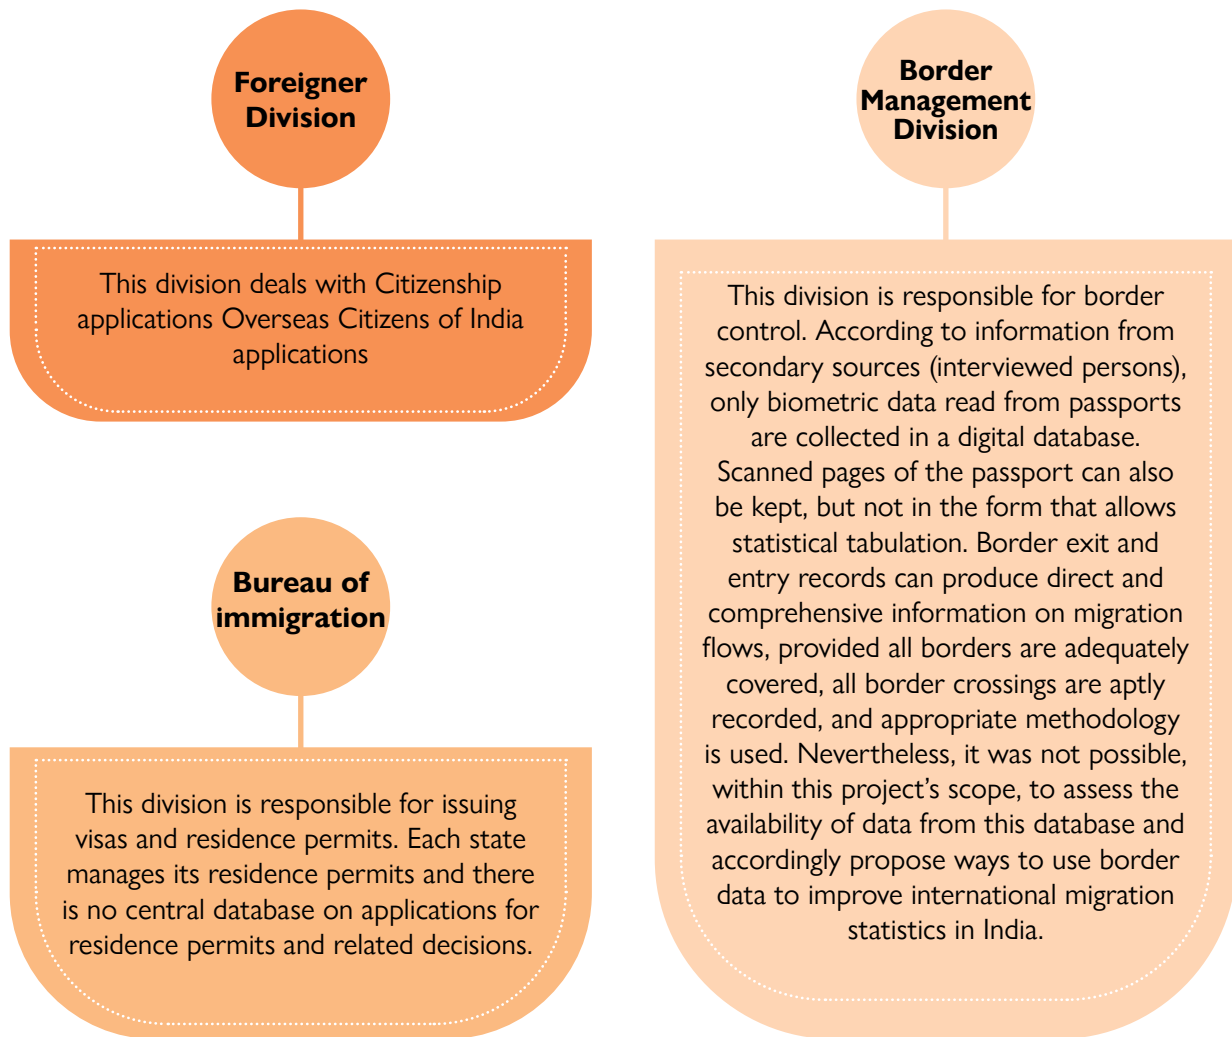 Foreigner
Division
This division deals with Citizenship
applications Overseas Citizens of India
applications
Bureau of
immigration
This division is responsible for issuing
visas and residence permits. Each state
manages its residence permits and there
is no central database on applications for
residence permits and related decisions.
Border
Management
Division
This division is responsible for border
control. According to information from
secondary sources (interviewed persons),
only biometric data read from passports
are collected in a digital database.
Scanned pages of the passport can also
be kept, but not in the form that allows
statistical tabulation. Border exit and
entry records can produce direct and
comprehensive information on migration
flows, provided all borders are adequately
covered, all border crossings are aptly
recorded, and appropriate methodology
is used. Nevertheless, it was not possible,
within this project’s scope, to assess the
availability of data from this database and
accordingly propose ways to use border
data to improve international migration
statistics in India.